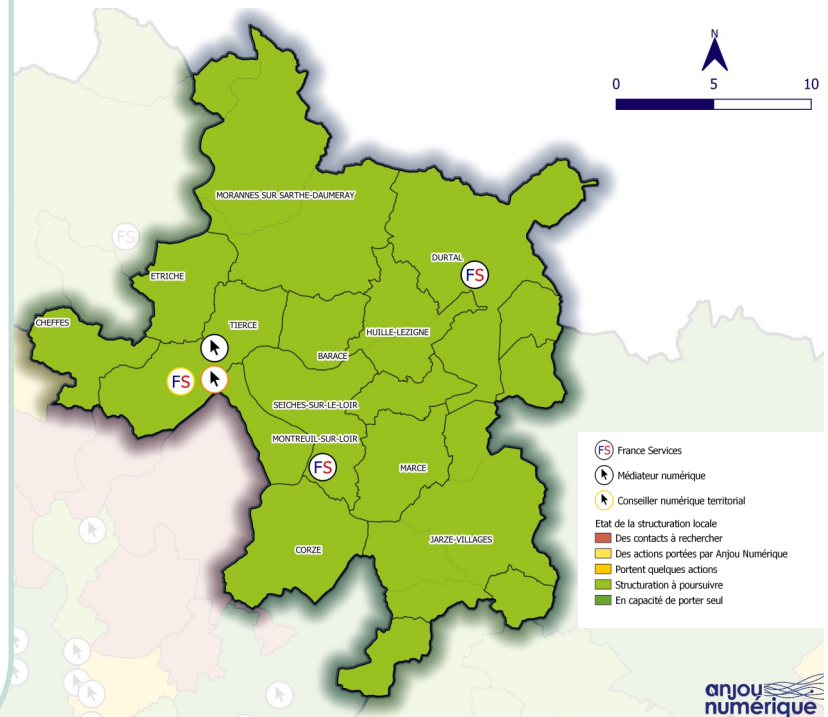 N
0 5 10
MORANNES SUR SARTHE-DAUMERAY
FS
DURTAL
FS
ETRICHE
CHEFFES
TIERCE
HUILLE-LEZIGNE
BARACE
FS
SEICHES-SUR-LE-LOIR
MONTREUIL-SUR-LOIR
FS
MARCE
JARZE-VILLAGES
CORZE
FS France Services
Médiateur numérique
Conseiller numérique territorial
Etat de la structuration locale
Des contacts à rechercher
Des actions portées par Anjou Numérique
Portent quelques actions
Structuration à poursuivre
En capacité de porter seul
anjou
numérique